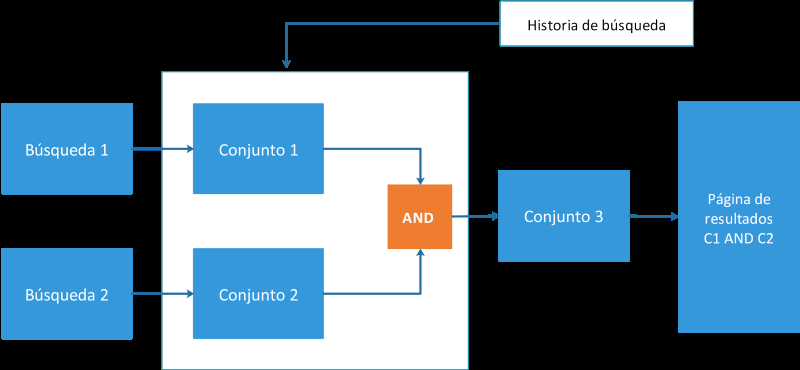 Historia de búsqueda
Búsqueda 1
Conjunto 1
AND
Conjunto 3
Página de
resultados
C1 AND C2
Búsqueda 2
Conjunto 2